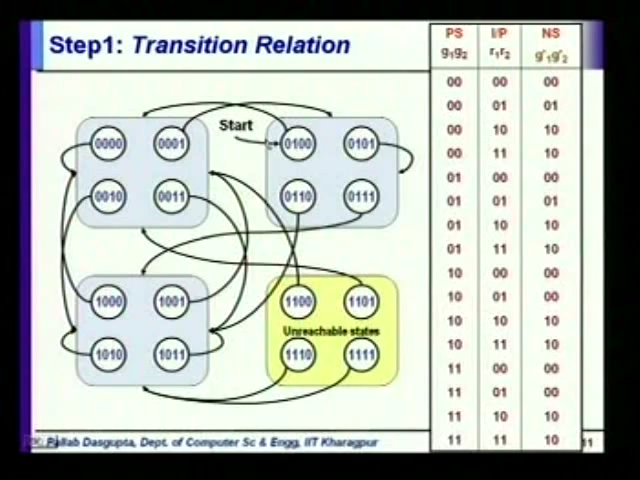 Step1: Transition Relation
PS I/P NS
g1g2 r1r2 g'1g'2
00 00 00
00 01 01
00 10 10
00 11 10
01 00 00
01 01 01
01 10 10
01 11 10
10 00 00
10 01 00
10 10 10
10 11 10
11 00 00
11 01 00
11 10 10
11 11 10
Start
0000 0001 0100 0101
0010 0011 0110 0111
1000 1001 1100 1101
Unreachable states
1010 1011 1110 1111
Pallab Dasgupta, Dept. of Computer Sc & Engg, IIT Kharagpur
11